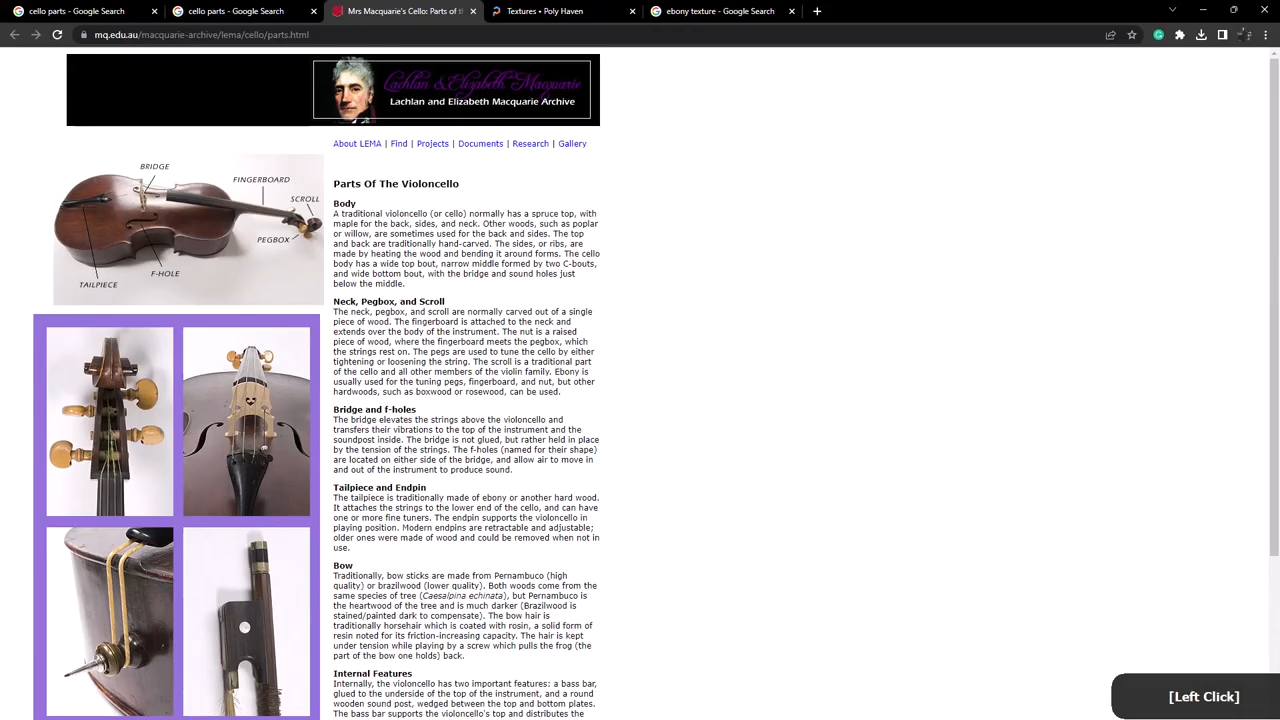 cello parts - Google Search
cello parts - Google Search
Mrs Macquarie's Cello: Parts of th
Textures • Poly Haven
ebony texture - Google Search
mq.edu.au/macquarie-archive/lema/cello/parts.html
Lachlan & Elizabeth Macquarie
Lachlan and Elizabeth Macquarie Archive
About LEMA | Find | Projects | Documents | Research | Gallery
BRIDGE
FINGERBOARD
SCROLL
PEGBOX
F-HOLE
TAILPIECE
Parts Of The Violoncello
Body
A traditional violoncello (or cello) normally has a spruce top, with
maple for the back, sides, and neck. Other woods, such as poplar
or willow, are sometimes used for the back and sides. The top
and back are traditionally hand-carved. The sides, or ribs, are
made by heating the wood and bending it around forms. The cello
body has a wide top bout, narrow middle formed by two C-bouts,
and wide bottom bout, with the bridge and sound holes just
below the middle.
Neck, Pegbox, and Scroll
The neck, pegbox, and scroll are normally carved out of a single
piece of wood. The fingerboard is attached to the neck and
extends over the body of the instrument. The nut is a raised
piece of wood, where the fingerboard meets the pegbox, which
the strings rest on. The pegs are used to tune the cello by either
tightening or loosening the string. The scroll is a traditional part
of the cello and all other members of the violin family. Ebony is
usually used for the tuning pegs, fingerboard, and nut, but other
hardwoods, such as boxwood or rosewood, can be used.
Bridge and f-holes
The bridge elevates the strings above the violoncello and
transfers their vibrations to the top of the instrument and the
soundpost inside. The bridge is not glued, but rather held in place
by the tension of the strings. The f-holes (named for their shape)
are located on either side of the bridge, and allow air to move in
and out of the instrument to produce sound.
Tailpiece and Endpin
The tailpiece is traditionally made of ebony or another hard wood.
It attaches the strings to the lower end of the cello, and can have
one or more fine tuners. The endpin supports the violoncello in
playing position. Modern endpins are retractable and adjustable;
older ones were made of wood and could be removed when not in
use.
Bow
Traditionally, bow sticks are made from Pernambuco (high
quality) or brazilwood (lower quality). Both woods come from the
same species of tree (Caesalpina echinata), but Pernambuco is
the heartwood of the tree and is much darker (Brazilwood is
stained/painted dark to compensate). The bow hair is
traditionally horsehair which is coated with rosin, a solid form of
resin noted for its friction-increasing capacity. The hair is kept
under tension while playing by a screw which pulls the frog (the
part of the bow one holds) back.
Internal Features
Internally, the violoncello has two important features: a bass bar,
glued to the underside of the top of the instrument, and a round
wooden sound post, wedged between the top and bottom plates.
The bass bar supports the violoncello's top and distributes the
[Left Click]